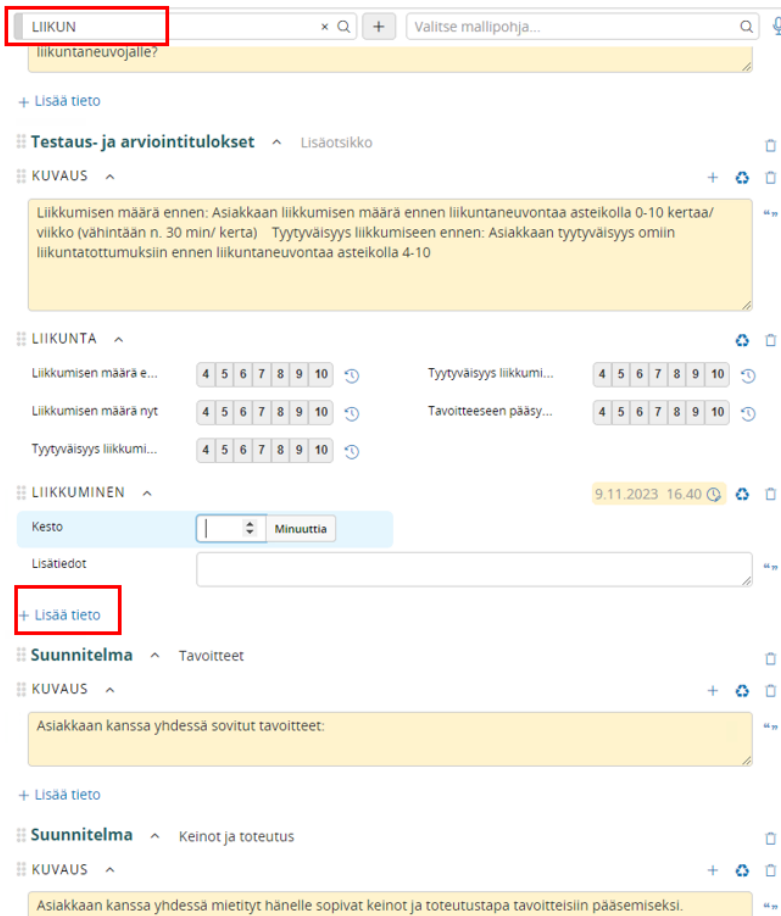 LIIKUN × + Valitse mallipohja...
liikuntaneuvojalle?
+ Lisää tieto
Testaus- ja arviointitulokset Lisäotsikko
KUVAUS +
Liikkumisen määrä ennen: Asiakkaan liikkumisen määrä ennen liikuntaneuvontaa asteikolla 0-10 kertaa/
viikko (vähintään n. 30 min/ kerta) Tyytyväisyys liikkumiseen ennen: Asiakkaan tyytyväisyys omiin
liikuntatottumuksiin ennen liikuntaneuvontaa asteikolla 4-10
LIIKUNTA
Liikkumisen määrä e... 4 5 6 7 8 9 10 Tyytyväisyys liikkumi... 4 5 6 7 8 9 10
Liikkumisen määrä nyt 4 5 6 7 8 9 10 Tavoitteeseen pääsy... 4 5 6 7 8 9 10
Tyytyväisyys liikkumi... 4 5 6 7 8 9 10
LIIKKUMINEN 9.11.2023 16.40
Kesto Minuuttia
Lisätiedot
+ Lisää tieto
Suunnitelma Tavoitteet
KUVAUS +
Asiakkaan kanssa yhdessä sovitut tavoitteet:
+ Lisää tieto
Suunnitelma Keinot ja toteutus
KUVAUS +
Asiakkaan kanssa yhdessä mietityt hänelle sopivat keinot ja toteutustapa tavoitteisiin pääsemiseksi.